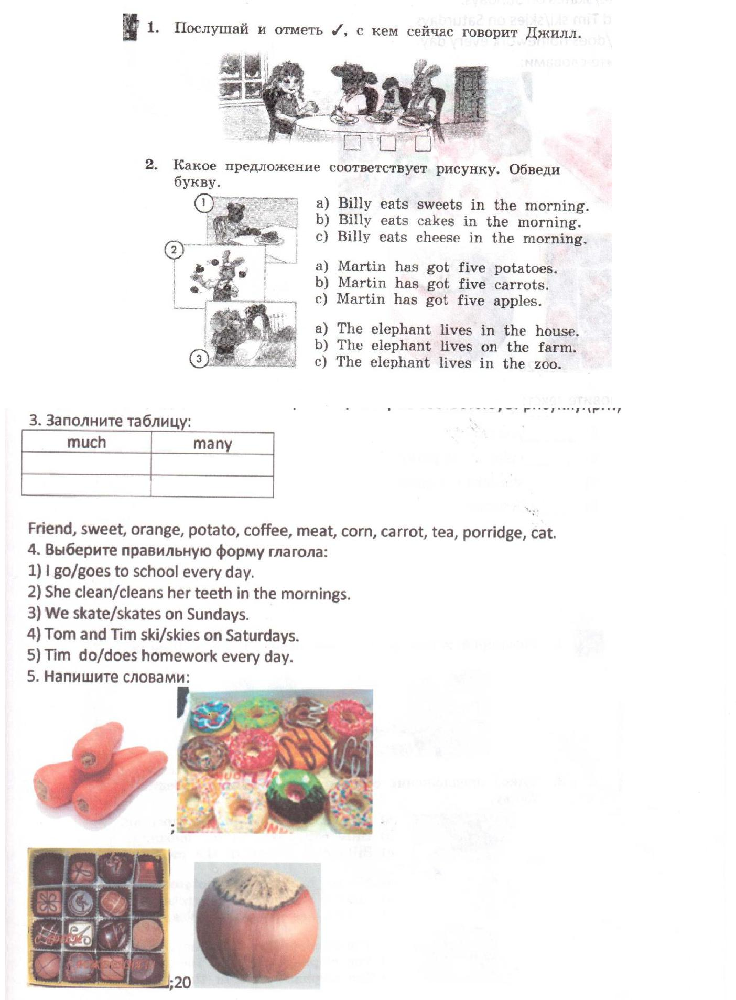 1. Послушай и отметь ✓, с кем сейчас говорит Джилл.
2. Какое предложение соответствует рисунку. Обведи
букву.
1
a) Billy eats sweets in the morning.
b) Billy eats cakes in the morning.
c) Billy eats cheese in the morning.
2
a) Martin has got five potatoes.
b) Martin has got five carrots.
c) Martin has got five apples.
ZOO
3
a) The elephant lives in the house.
b) The elephant lives on the farm.
c) The elephant lives in the zoo.
3. Заполните таблицу:
much many
Friend, sweet, orange, potato, coffee, meat, corn, carrot, tea, porridge, cat.
4. Выберите правильную форму глагола:
1) I go/goes to school every day.
2) She clean/cleans her teeth in the mornings.
3) We skate/skates on Sundays.
4) Tom and Tim ski/skies on Saturdays.
5) Tim do/does homework every day.
5. Напишите словами:
;
С ДНЁМ
РОЖДЕНИЯ!
;20